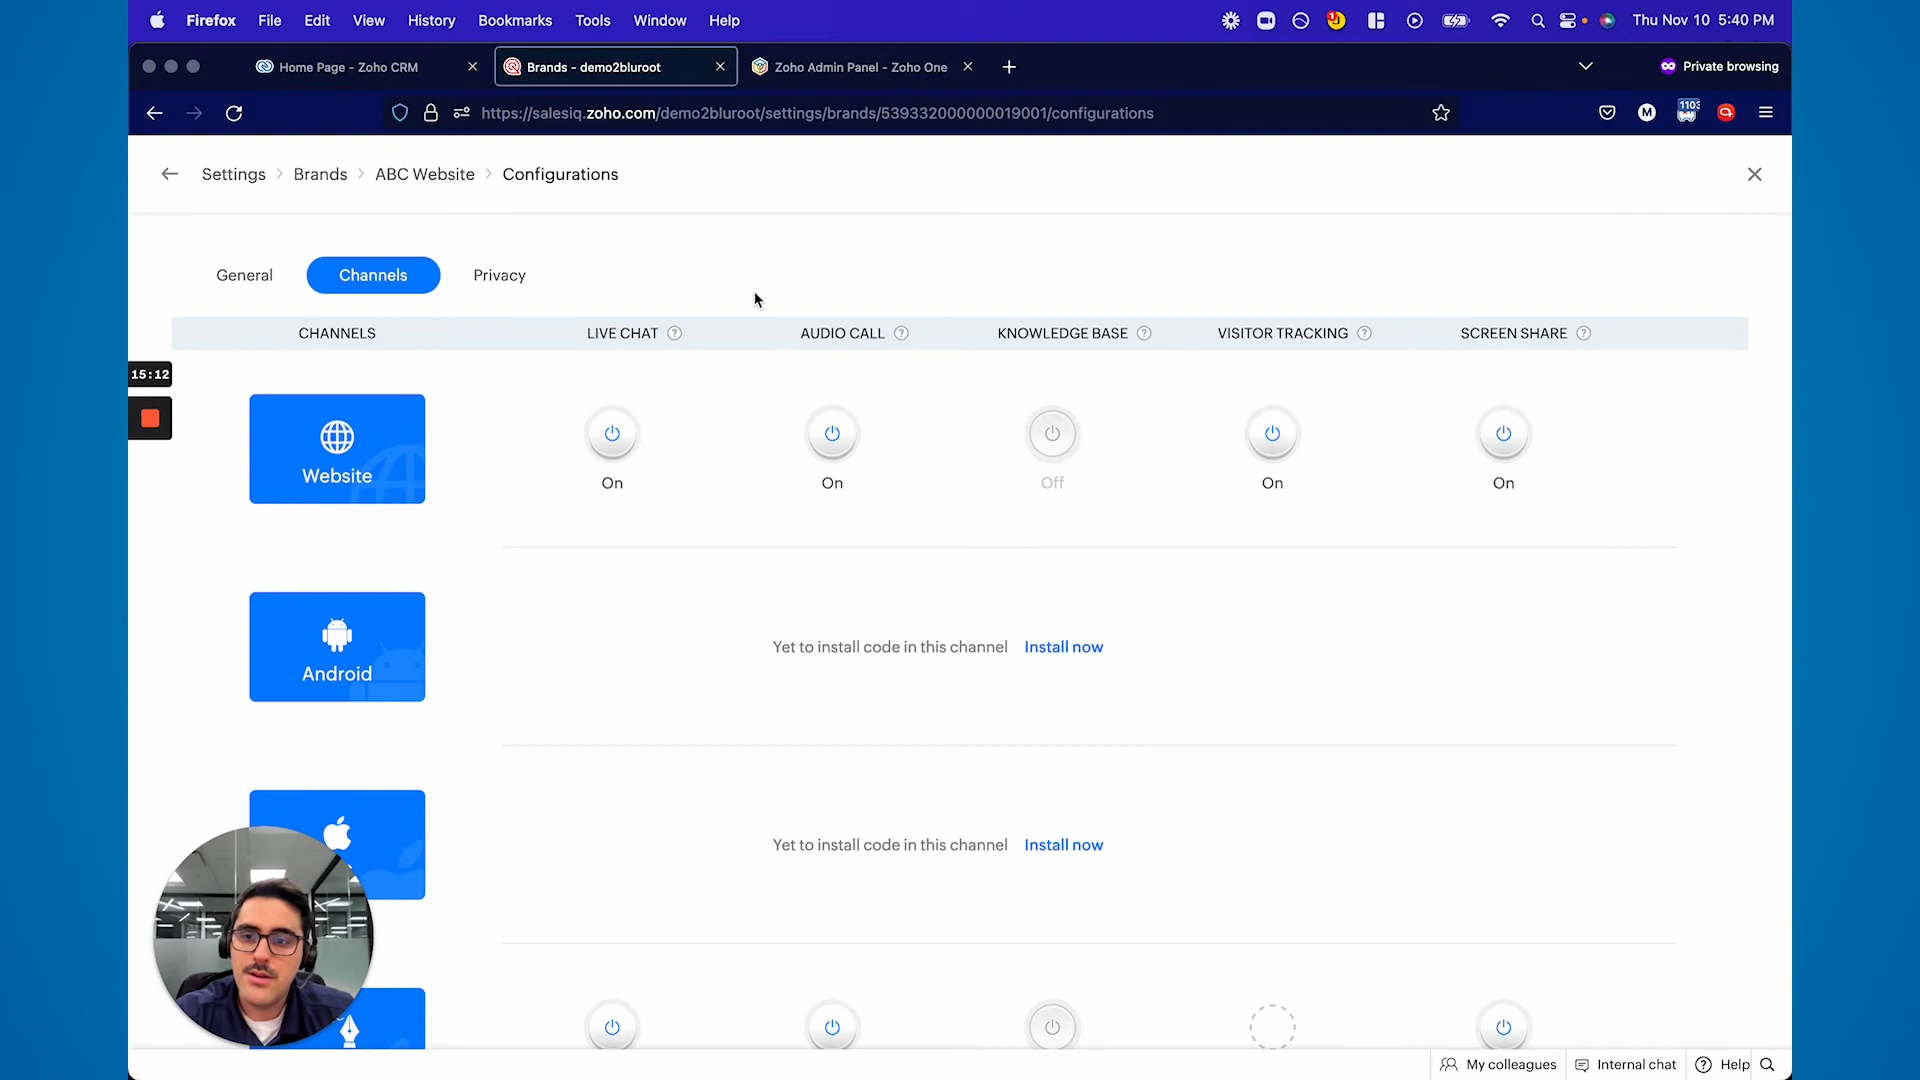 Firefox File Edit View History Bookmarks Tools Window Help Thu Nov 10 5:40 PM
Home Page - Zoho CRM Brands - demo2bluroot Zoho Admin Panel - Zoho One Private browsing
https://salesiq.zoho.com/demo2bluroot/settings/brands/539332000000019001/configurations M 1103
Settings > Brands > ABC Website > Configurations
General Channels Privacy
CHANNELS LIVE CHAT ? AUDIO CALL ? KNOWLEDGE BASE ? VISITOR TRACKING ? SCREEN SHARE ?
15:12
Website
On On Off On On
Android
Yet to install code in this channel Install now
Yet to install code in this channel Install now
My colleagues Internal chat Help